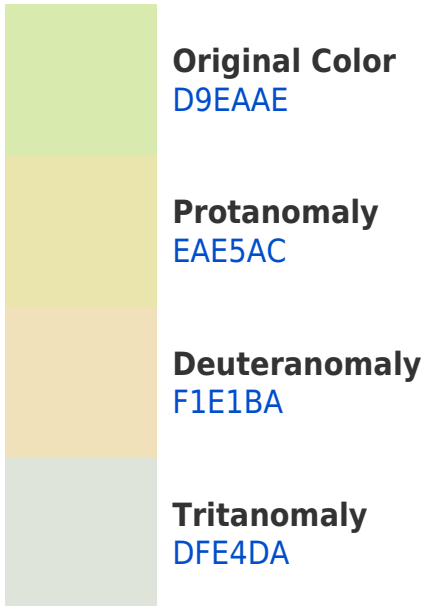 Original Color
D9EAAE
Protanomaly
EAE5AC
Deuteranomaly
F1E1BA
Tritanomaly
DFE4DA